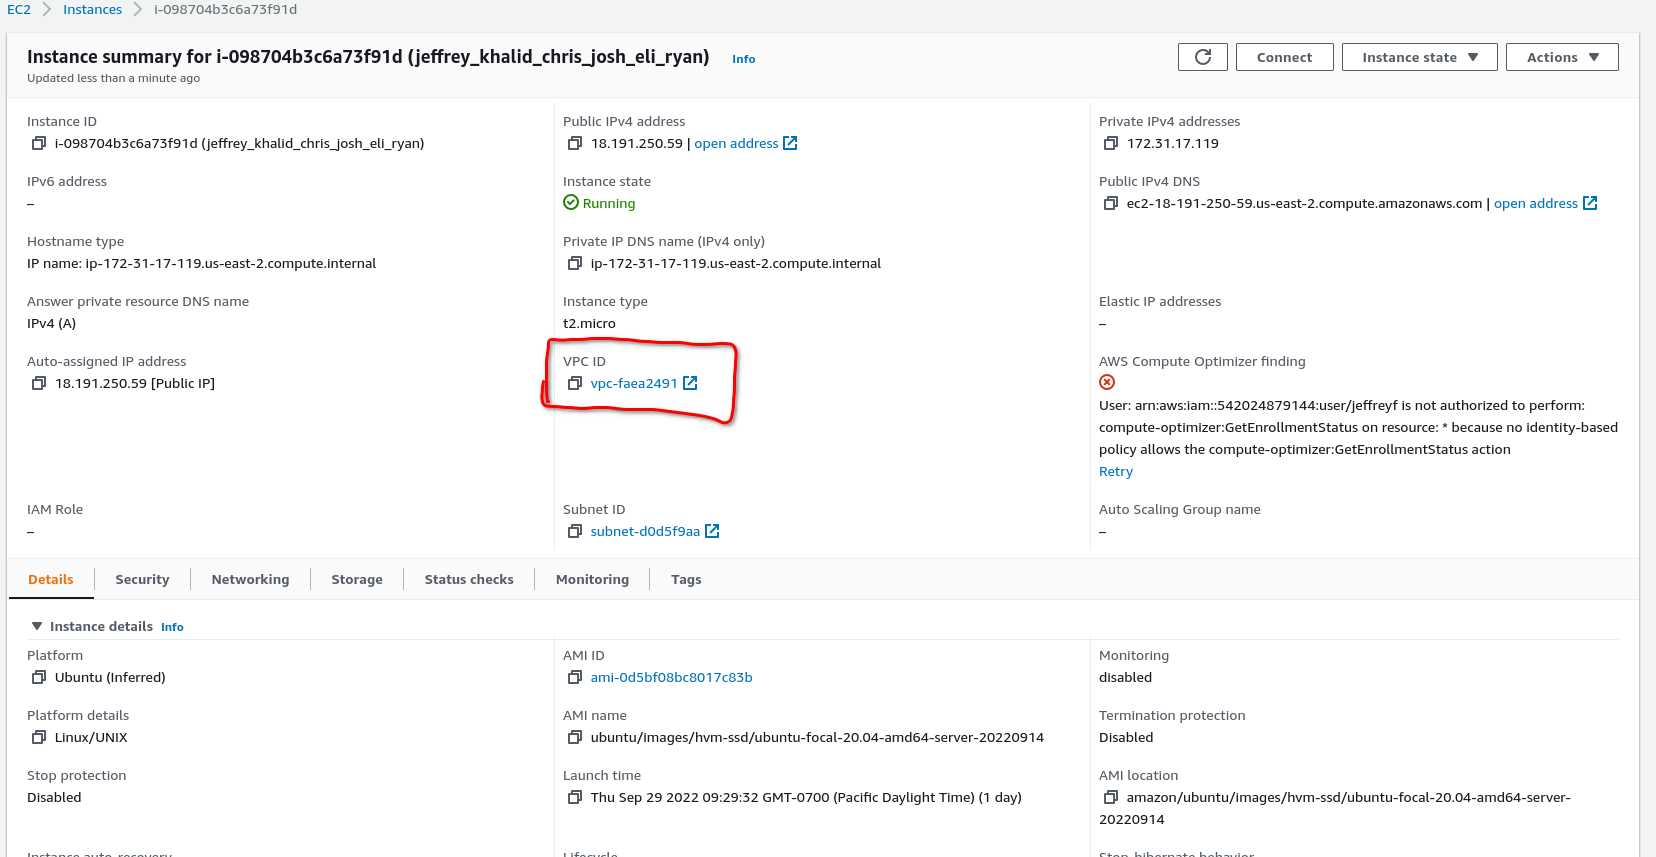 EC2 > Instances > i-098704b3c6a73f91d
Instance summary for i-098704b3c6a73f91d (jeffrey_khalid_chris_josh_eli_ryan) Info
Updated less than a minute ago
Connect
Instance state
Actions
Instance ID
i-098704b3c6a73f91d (jeffrey_khalid_chris_josh_eli_ryan)
Public IPv4 address
18.191.250.59 | open address
Private IPv4 addresses
172.31.17.119
IPv6 address
–
Instance state
Running
Public IPv4 DNS
ec2-18-191-250-59.us-east-2.compute.amazonaws.com | open address
Hostname type
IP name: ip-172-31-17-119.us-east-2.compute.internal
Private IP DNS name (IPv4 only)
ip-172-31-17-119.us-east-2.compute.internal
Answer private resource DNS name
IPv4 (A)
Instance type
t2.micro
Elastic IP addresses
–
Auto-assigned IP address
18.191.250.59 [Public IP]
VPC ID
vpc-faea2491
AWS Compute Optimizer finding
User: arn:aws:iam::542024879144:user/jeffreyf is not authorized to perform:
compute-optimizer:GetEnrollmentStatus on resource: * because no identity-based
policy allows the compute-optimizer:GetEnrollmentStatus action
Retry
IAM Role
–
Subnet ID
subnet-d0d5f9aa
Auto Scaling Group name
–
Details
Security
Networking
Storage
Status checks
Monitoring
Tags
Instance details Info
Platform
Ubuntu (Inferred)
AMI ID
ami-0d5bf08bc8017c83b
Monitoring
disabled
Platform details
Linux/UNIX
AMI name
ubuntu/images/hvm-ssd/ubuntu-focal-20.04-amd64-server-20220914
Termination protection
Disabled
Stop protection
Disabled
Launch time
Thu Sep 29 2022 09:29:32 GMT-0700 (Pacific Daylight Time) (1 day)
AMI location
amazon/ubuntu/images/hvm-ssd/ubuntu-focal-20.04-amd64-server-
20220914
Instance auto-recovery
Lifecycle
Stop-hibernate behavior